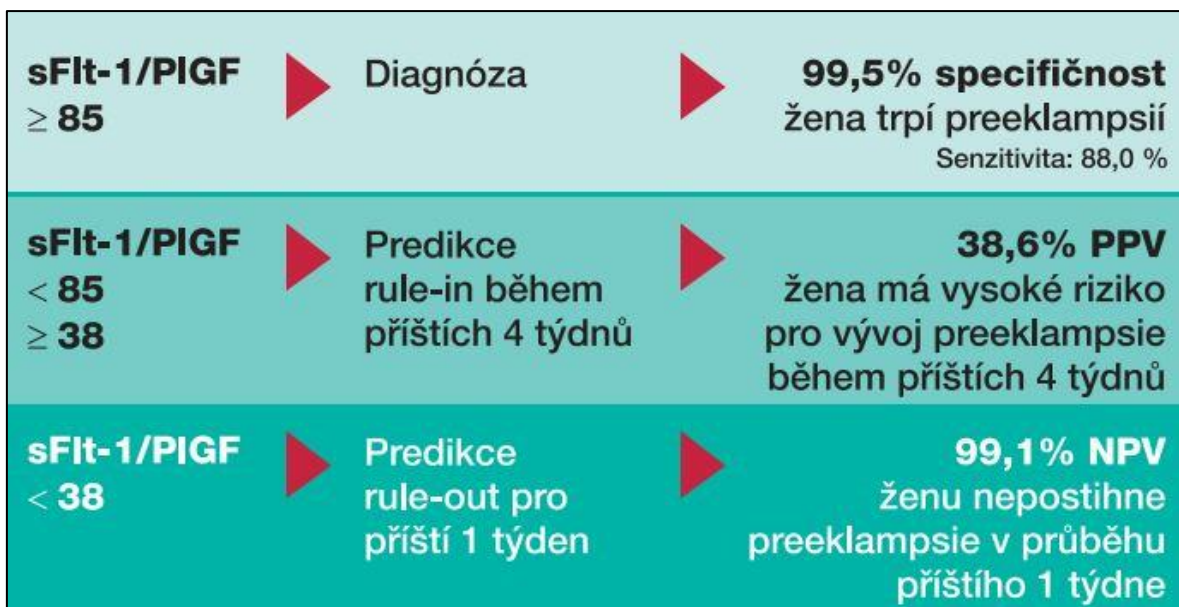 sFlt-1/PlGF
≥ 85
Diagnóza
99,5% specifičnost
žena trpí preeklampsií
Senzitivita: 88,0 %
sFlt-1/PlGF
< 85
≥ 38
Predikce
rule-in během
příštích 4 týdnů
38,6% PPV
žena má vysoké riziko
pro vývoj preeklampsie
během příštích 4 týdnů
sFlt-1/PlGF
< 38
Predikce
rule-out pro
příští 1 týden
99,1% NPV
ženu nepostihne
preeklampsie v průběhu
příštího 1 týdne